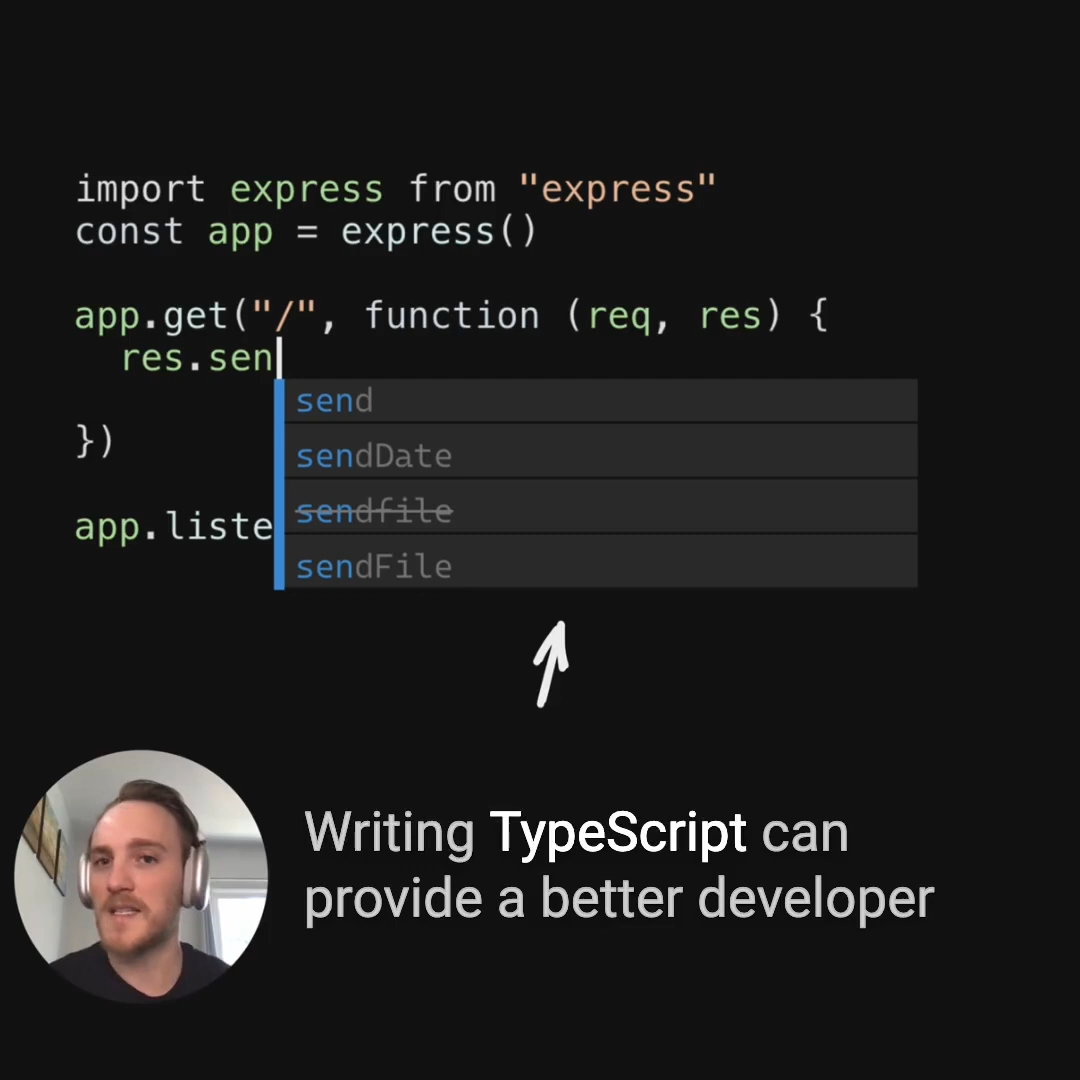 import express from "express"
const app = express()
app.get("/", function (req, res) {
res.sen
send
sendDate
sendfile
sendFile
})
app.liste
Writing TypeScript can
provide a better developer